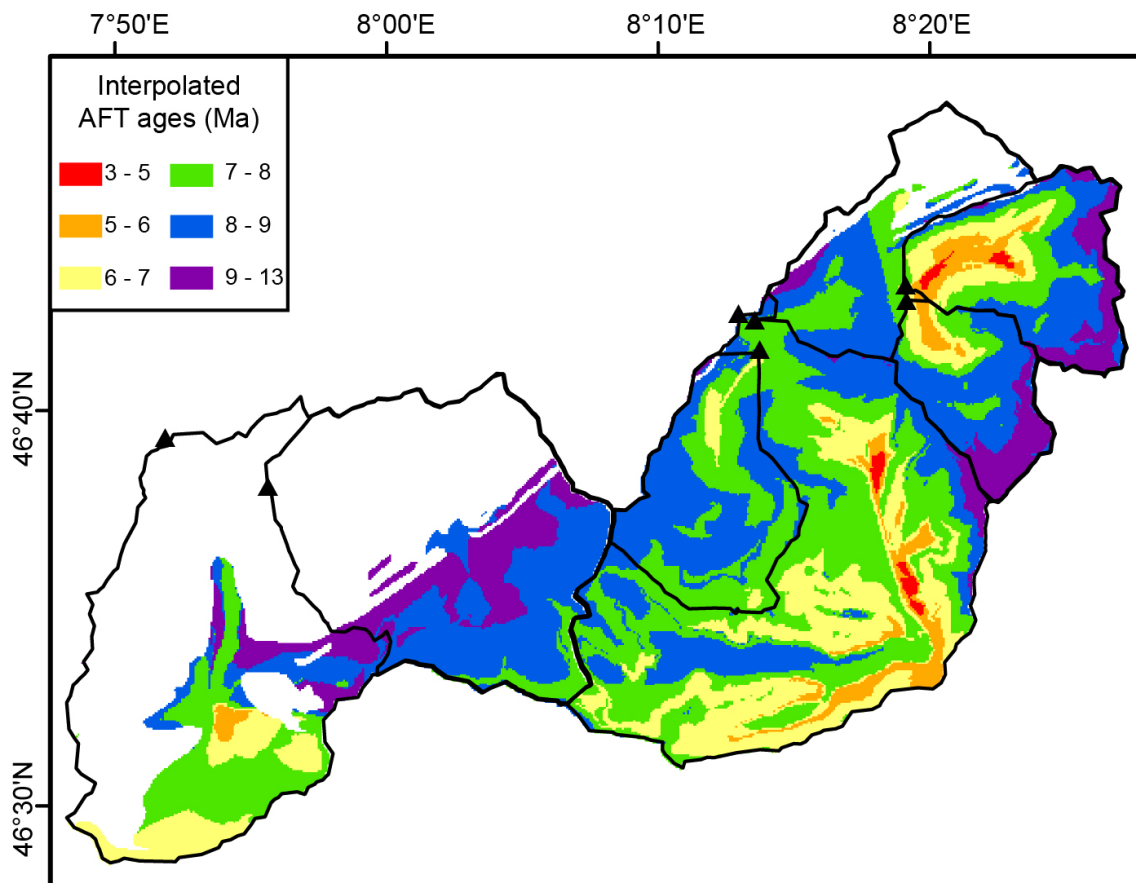 7°50'E 8°00'E 8°10'E 8°20'E
Interpolated
AFT ages (Ma)
3 - 5 7 - 8
5 - 6 8 - 9
6 - 7 9 - 13
46°40'N
46°30'N